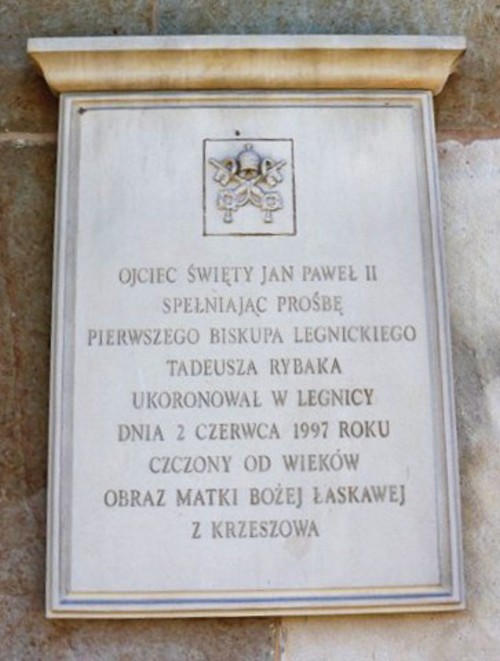 OJCIEC ŚWIĘTY JAN PAWEŁ II
SPEŁNIAJĄC PROŚBĘ
PIERWSZEGO BISKUPA LEGNICKIEGO
TADEUSZA RYBAKA
UKORONOWAŁ W LEGNICY
DNIA 2 CZERWCA 1997 ROKU
CZCZONY OD WIEKÓW
OBRAZ MATKI BOŻEJ ŁASKAWEJ
Z KRZESZOWA